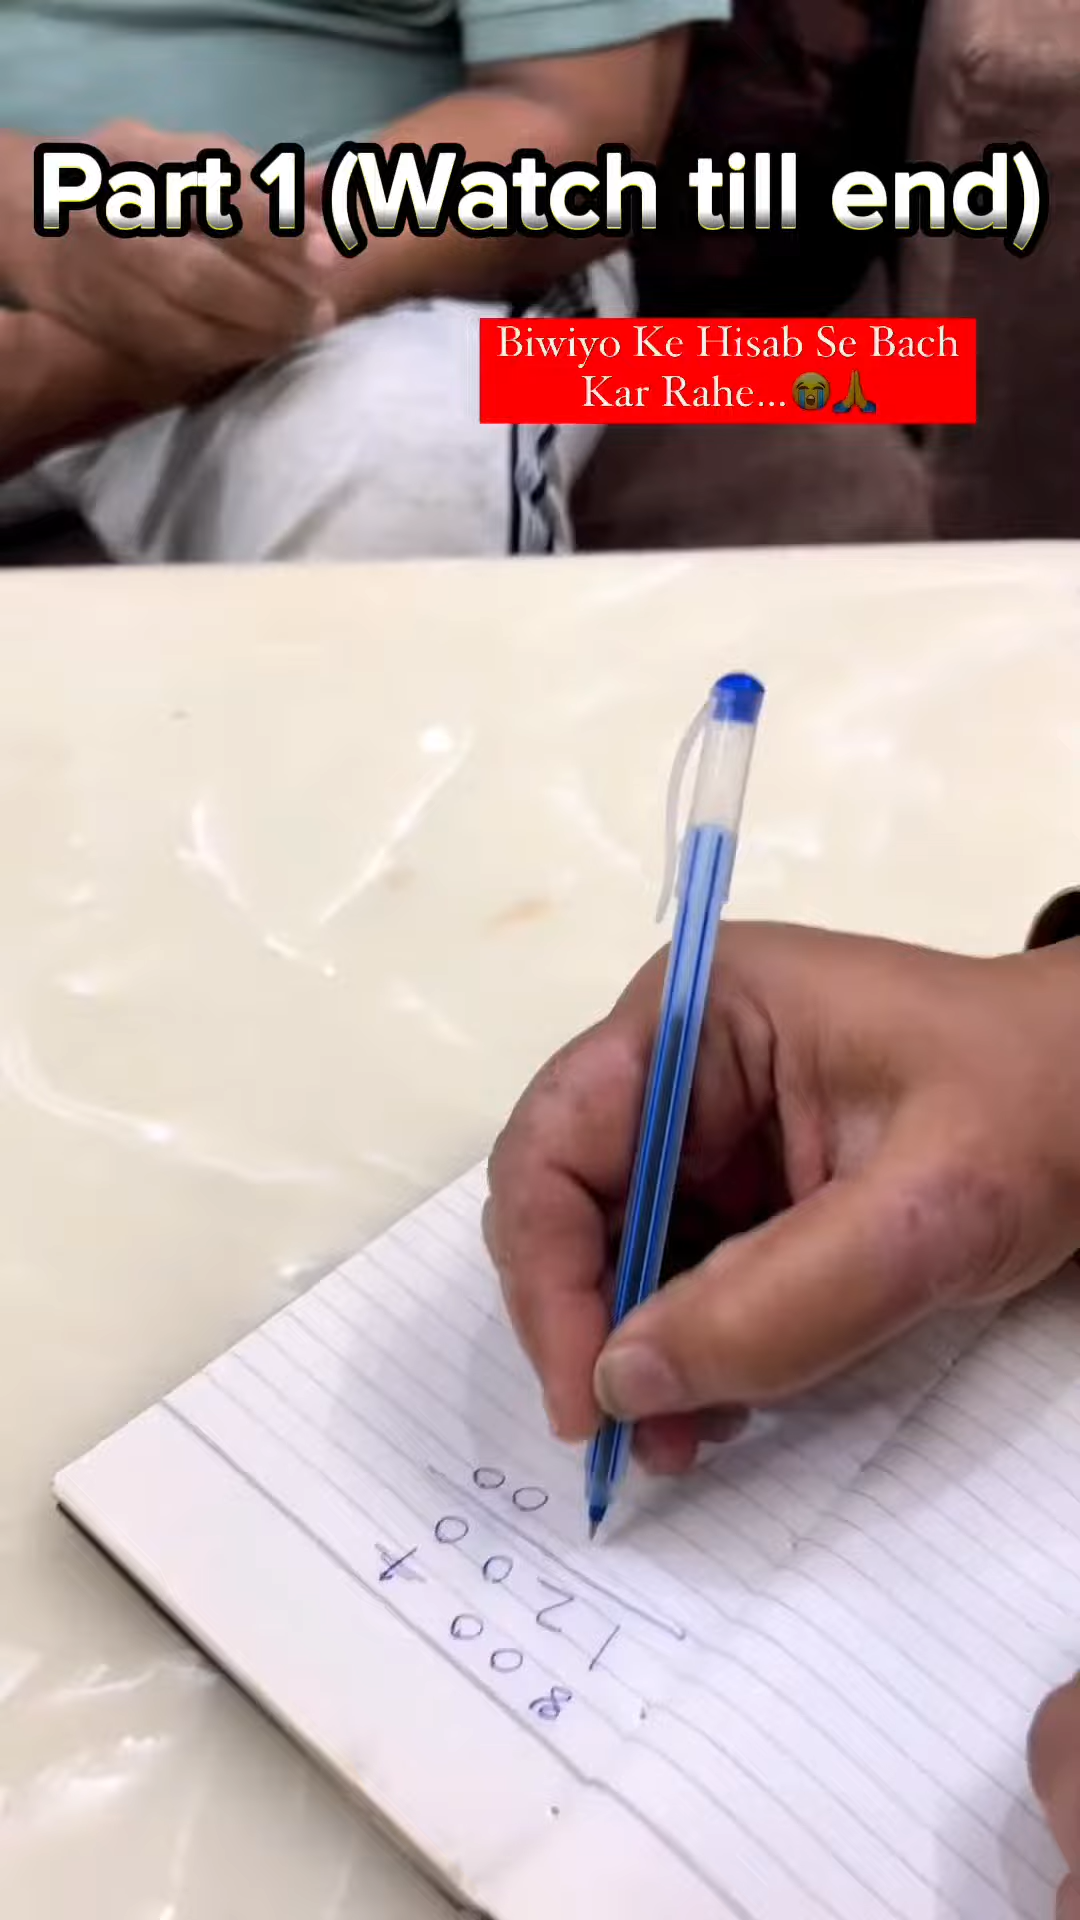 Part 1 (Watch till end)
Biwiyo Ke Hisab Se Bach
Kar Rahe...😭🙏
800 +
1200
00